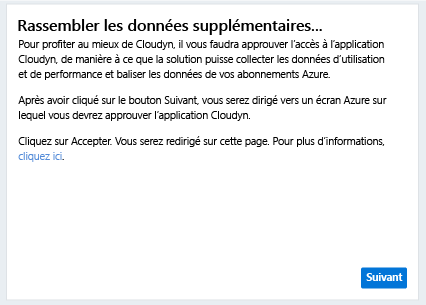 Rassembler les données supplémentaires...
Pour profiter au mieux de Cloudyn, il vous faudra approuver l'accès à l'application
Cloudyn, de manière à ce que la solution puisse collecter les données d'utilisation
et de performance et baliser les données de vos abonnements Azure.
Après avoir cliqué sur le bouton Suivant, vous serez dirigé vers un écran Azure sur
lequel vous devrez approuver l'application Cloudyn.
Cliquez sur Accepter. Vous serez redirigé sur cette page. Pour plus d'informations,
cliquez ici.
Suivant